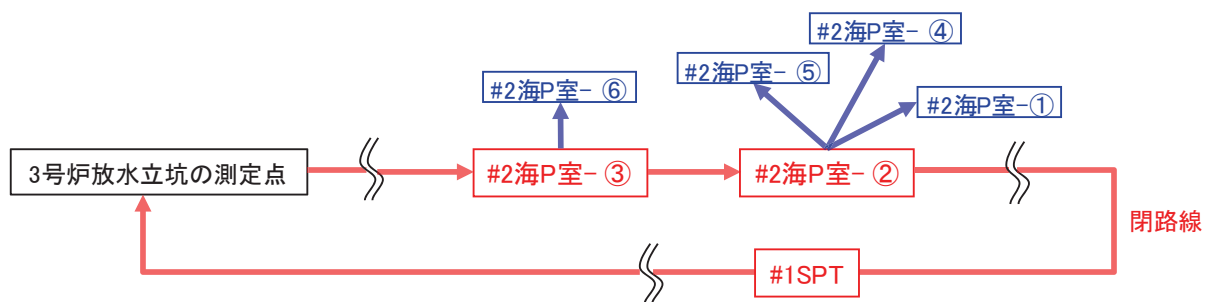 #2海P室- ④
#2海P室- ⑤
#2海P室- ⑥
#2海P室-①
3号炉放水立坑の測定点
#2海P室- ③
#2海P室- ②
閉路線
#1SPT